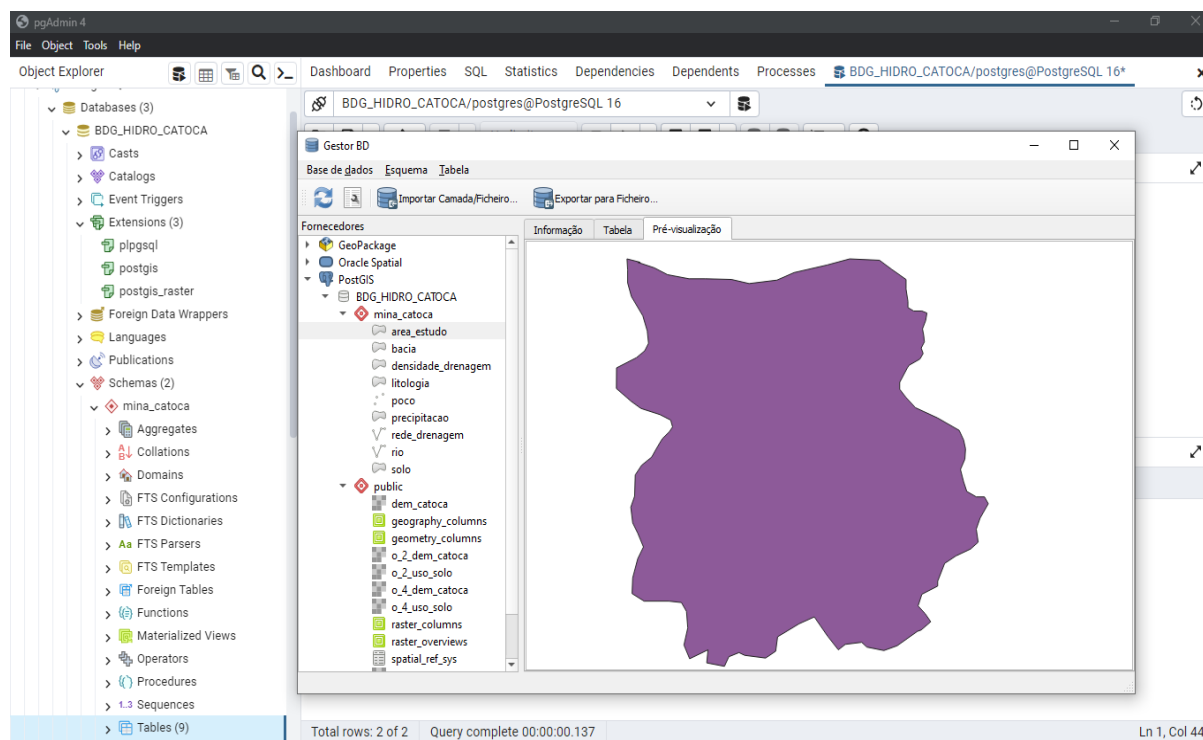 pgAdmin 4
File Object Tools Help
Object Explorer
Dashboard Properties SQL Statistics Dependencies Dependents Processes BDG_HIDRO_CATOCA/postgres@PostgreSQL 16*
Databases (3)
BDG_HIDRO_CATOCA
Casts
Catalogs
Event Triggers
Extensions (3)
plpgsql
postgis
postgis_raster
Foreign Data Wrappers
Languages
Publications
Schemas (2)
mina_catoca
Aggregates
Collations
Domains
FTS Configurations
FTS Dictionaries
Aa FTS Parsers
FTS Templates
Foreign Tables
Functions
Materialized Views
Operators
Procedures
1..3 Sequences
Tables (9)
BDG_HIDRO_CATOCA/postgres@PostgreSQL 16
Gestor BD
Base de dados Esquema Tabela
Importar Camada/Ficheiro... Exportar para Ficheiro...
Fornecedores
GeoPackage
Oracle Spatial
PostGIS
BDG_HIDRO_CATOCA
mina_catoca
area_estudo
bacia
densidade_drenagem
litologia
poco
precipitacao
rede_drenagem
rio
solo
public
dem_catoca
geography_columns
geometry_columns
o_2_dem_catoca
o_2_uso_solo
o_4_dem_catoca
o_4_uso_solo
raster_columns
raster_overviews
spatial_ref_sys
Informação Tabela Pré-visualização
Total rows: 2 of 2 Query complete 00:00:00.137 Ln 1, Col 44